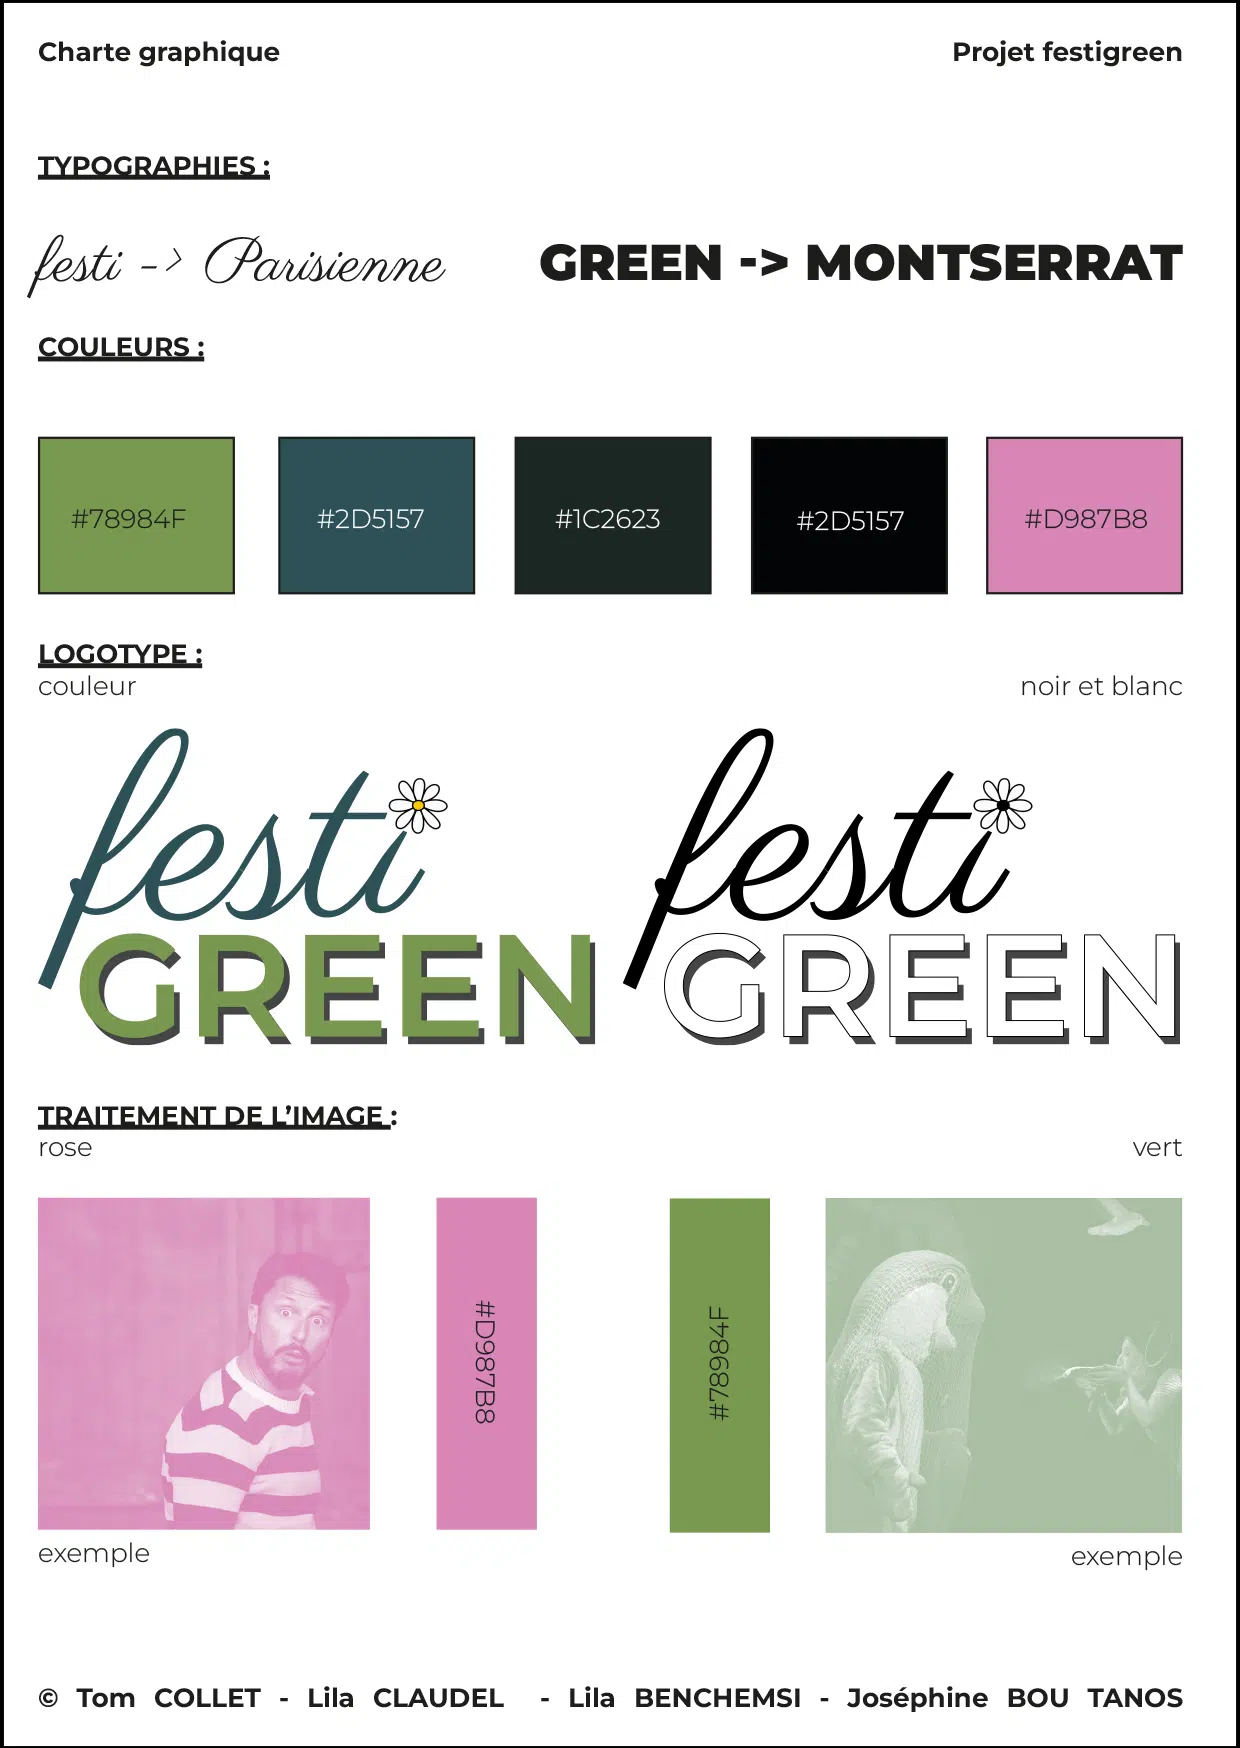 Charte graphique
Projet festigreen
TYPOGRAPHIES :
festi -> Parisienne
GREEN -> MONTSERRAT
COULEURS :
#78984F
#2D5157
#1C2623
#2D5157
#D987B8
LOGOTYPE :
couleur
noir et blanc
festi
GREEN
festi
GREEN
TRAITEMENT DE L’IMAGE :
rose
vert
#D987B8
#78984F
exemple
exemple
© Tom COLLET - Lila CLAUDEL - Lila BENCHEMSI - Joséphine BOU TANOS